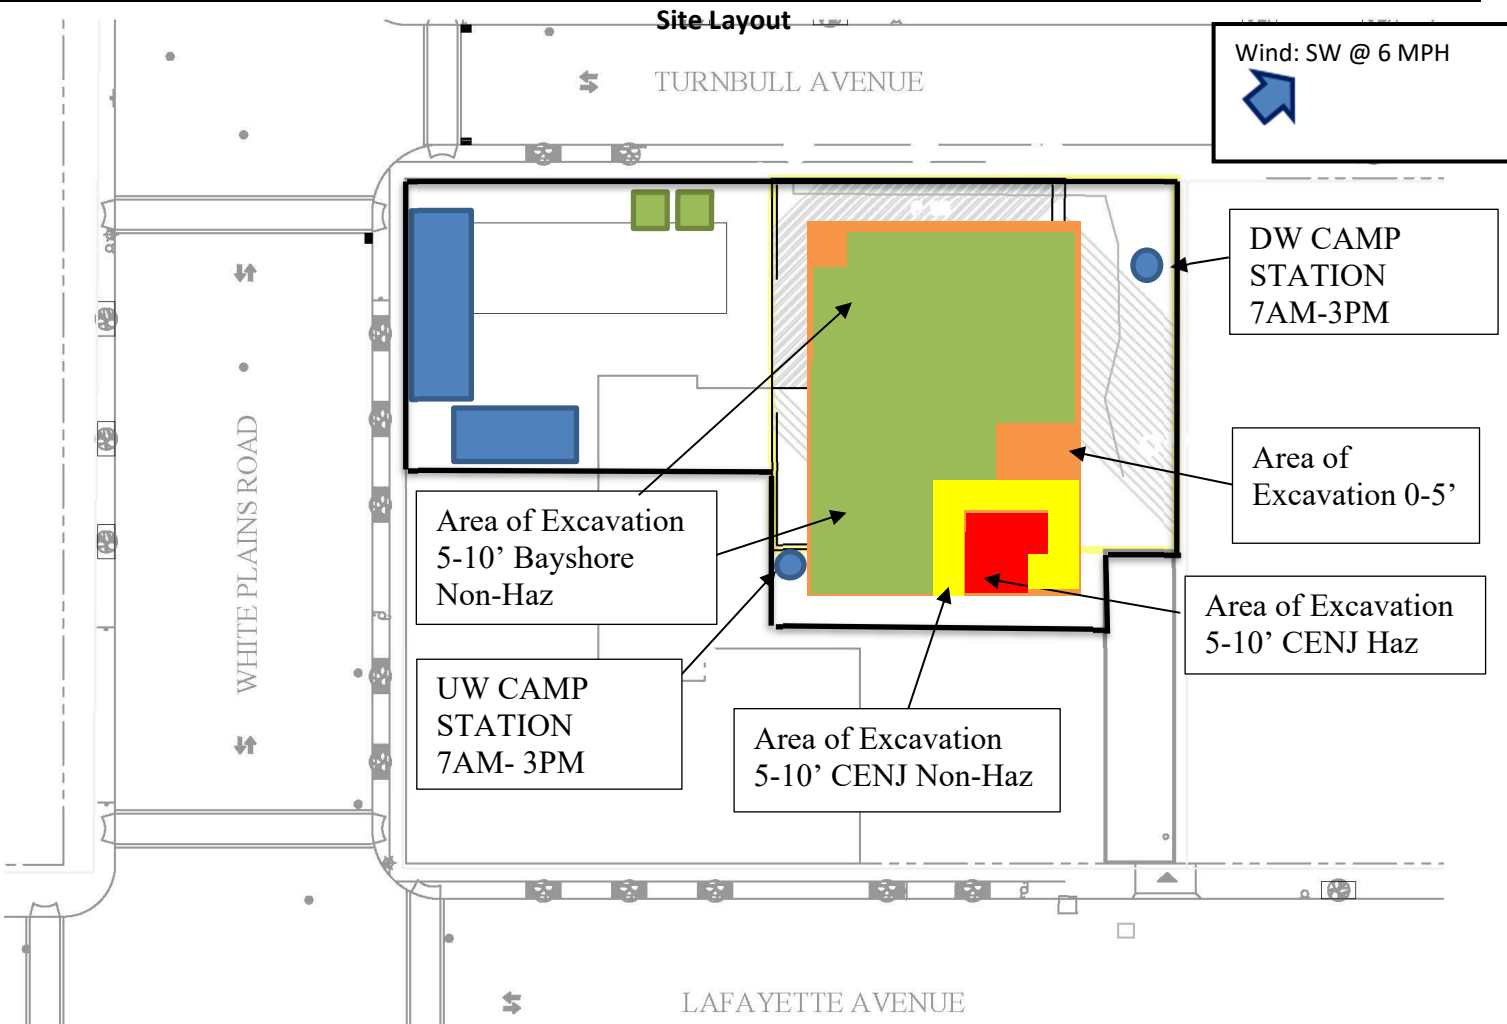 Site Layout
Wind: SW @ 6 MPH
TURNBULL AVENUE
DW CAMP
STATION
7AM-3PM
WHITE PLAINS ROAD
Area of
Excavation 0-5’
Area of Excavation
5-10’ Bayshore
Non-Haz
Area of Excavation
5-10’ CENJ Haz
UW CAMP
STATION
7AM- 3PM
Area of Excavation
5-10’ CENJ Non-Haz
LAFAYETTE AVENUE